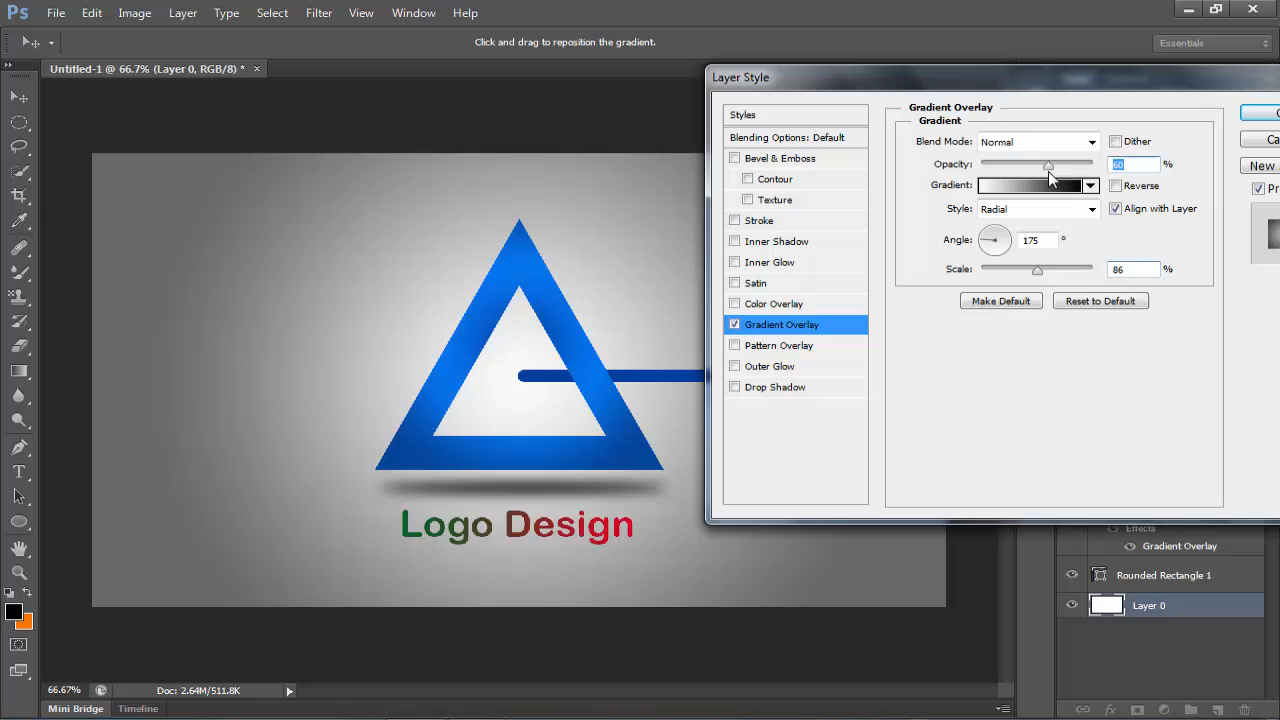 Ps File Edit Image Layer Type Select Filter View Window Help
Click and drag to reposition the gradient.
Essentials
Untitled-1 @ 66.7% (Layer 0, RGB/8) * ×
Layer Style
Styles
Blending Options: Default
Bevel & Emboss
Contour
Texture
Stroke
Inner Shadow
Inner Glow
Satin
Color Overlay
Gradient Overlay
Pattern Overlay
Outer Glow
Drop Shadow
Gradient Overlay
Gradient
Blend Mode: Normal Dither
Opacity: 60 %
Gradient: Reverse
Style: Radial Align with Layer
Angle: 175 °
Scale: 86 %
Make Default Reset to Default
Ca
New
Pr
Logo Design
Effects
Gradient Overlay
Rounded Rectangle 1
Layer 0
66.67% Doc: 2.64M/511.8K
Mini Bridge Timeline